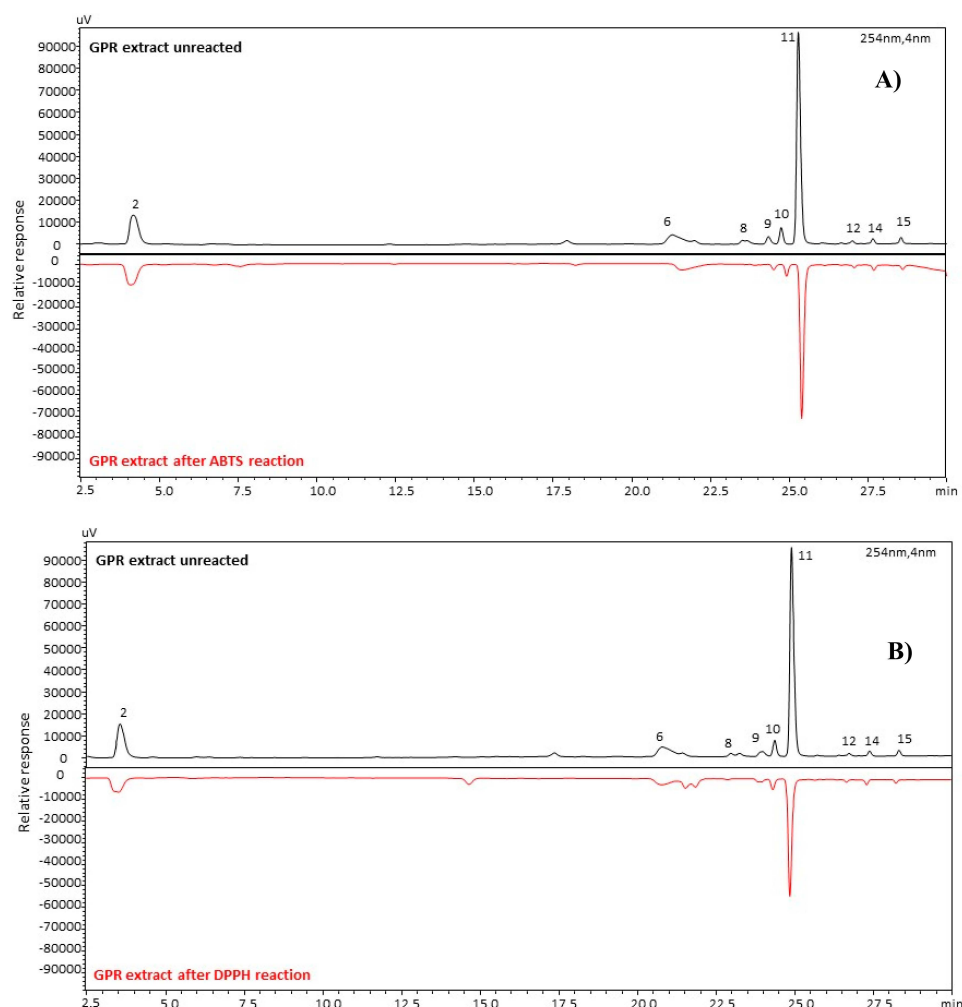 uV
GPR extract unreacted
254nm,4nm
A)
90000
80000
70000
60000
50000
40000
30000
20000
10000
0
0
-10000
-20000
-30000
-40000
-50000
-60000
-70000
-80000
-90000
Relative response
2 6 8 9 10 11 12 14 15
GPR extract after ABTS reaction
2.5 5.0 7.5 10.0 12.5 15.0 17.5 20.0 22.5 25.0 27.5 min
uV
GPR extract unreacted
254nm,4nm
B)
90000
80000
70000
60000
50000
40000
30000
20000
10000
0
0
-10000
-20000
-30000
-40000
-50000
-60000
-70000
-80000
-90000
Relative response
2 6 8 9 10 11 12 14 15
GPR extract after DPPH reaction
2.5 5.0 7.5 10.0 12.5 15.0 17.5 20.0 22.5 25.0 27.5 min